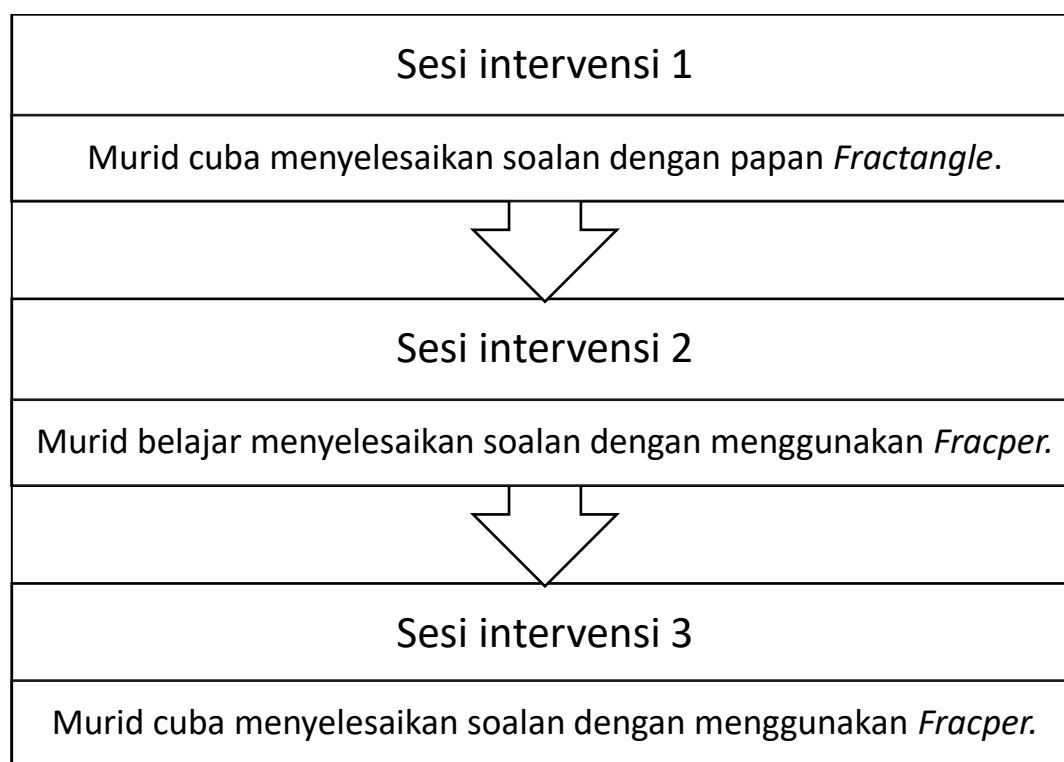 Sesi intervensi 1
Murid cuba menyelesaikan soalan dengan papan Fractangle.
Sesi intervensi 2
Murid belajar menyelesaikan soalan dengan menggunakan Fracper.
Sesi intervensi 3
Murid cuba menyelesaikan soalan dengan menggunakan Fracper.